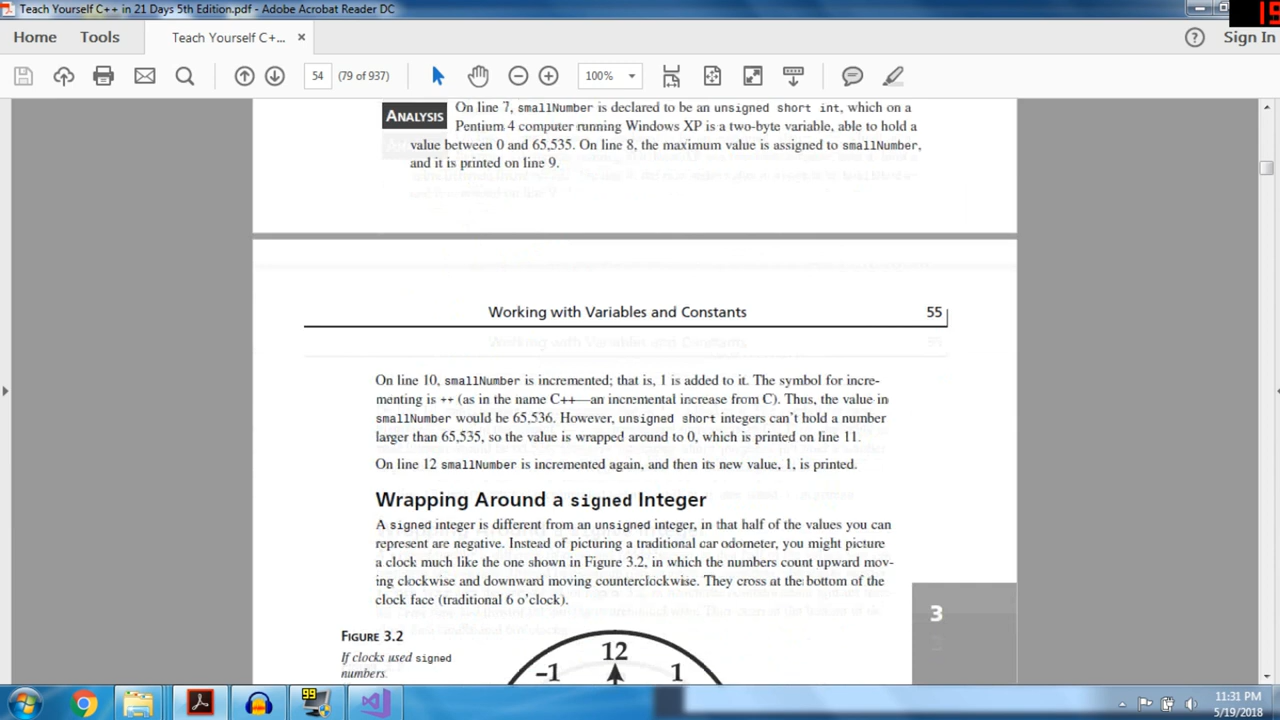 Teach Yourself C++ in 21 Days 5th Edition.pdf - Adobe Acrobat Reader DC
Home Tools Teach Yourself C+... × Sign In
54 (79 of 937) 100%
ANALYSIS On line 7, smallNumber is declared to be an unsigned short int, which on a
Pentium 4 computer running Windows XP is a two-byte variable, able to hold a
value between 0 and 65,535. On line 8, the maximum value is assigned to smallNumber,
and it is printed on line 9.
Working with Variables and Constants 55
On line 10, smallNumber is incremented; that is, 1 is added to it. The symbol for incre-
menting is ++ (as in the name C++—an incremental increase from C). Thus, the value in
smallNumber would be 65,536. However, unsigned short integers can't hold a number
larger than 65,535, so the value is wrapped around to 0, which is printed on line 11.
On line 12 smallNumber is incremented again, and then its new value, 1, is printed.
Wrapping Around a signed Integer
A signed integer is different from an unsigned integer, in that half of the values you can
represent are negative. Instead of picturing a traditional car odometer, you might picture
a clock much like the one shown in Figure 3.2, in which the numbers count upward mov-
ing clockwise and downward moving counterclockwise. They cross at the bottom of the
clock face (traditional 6 o'clock).
3
FIGURE 3.2
If clocks used signed
numbers.
12
–1 1
99
11:31 PM
5/19/2018